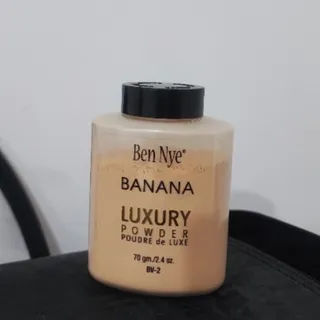 Ben Nye®
BANANA
LUXURY
POWDER
POUDRE de LUXE
70 gm./2.4 oz.
BV-2